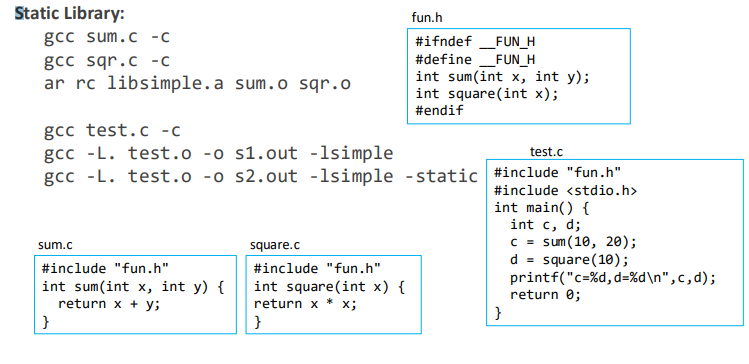 Static Library:
gcc sum.c -c
gcc sqr.c -c
ar rc libsimple.a sum.o sqr.o
gcc test.c -c
gcc -L. test.o -o s1.out -lsimple
gcc -L. test.o -o s2.out -lsimple -static
fun.h
#ifndef __FUN_H
#define __FUN_H
int sum(int x, int y);
int square(int x);
#endif
test.c
#include "fun.h"
#include <stdio.h>
int main() {
  int c, d;
  c = sum(10, 20);
  d = square(10);
  printf("c=%d,d=%d\n",c,d);
  return 0;
}
sum.c
#include "fun.h"
int sum(int x, int y) {
  return x + y;
}
square.c
#include "fun.h"
int square(int x) {
return x * x;
}